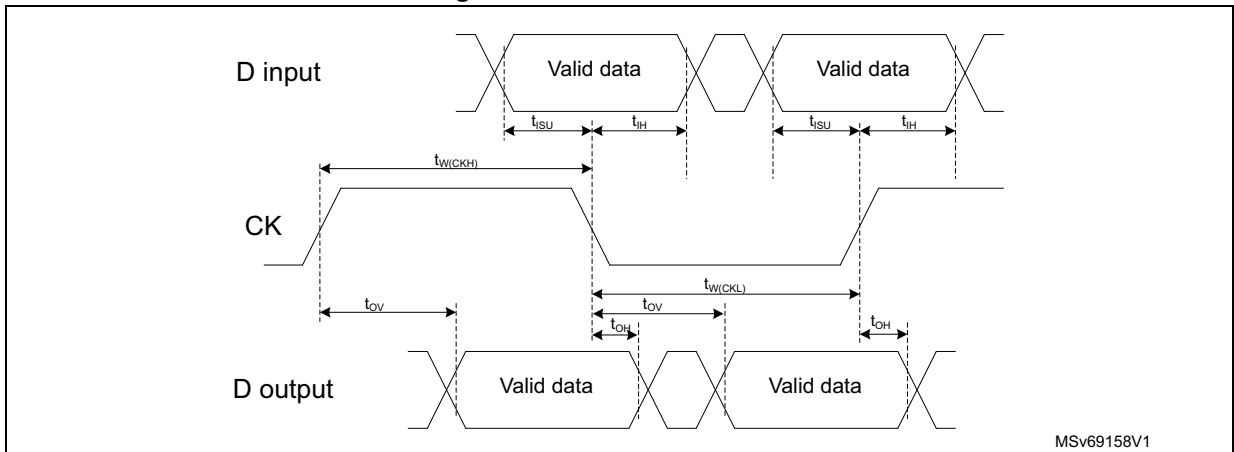 D input
Valid data
Valid data
tISU
tIH
tISU
tIH
tW(CKH)
CK
tW(CKL)
tOV
tOV
tOH
tOH
D output
Valid data
Valid data
MSv69158V1